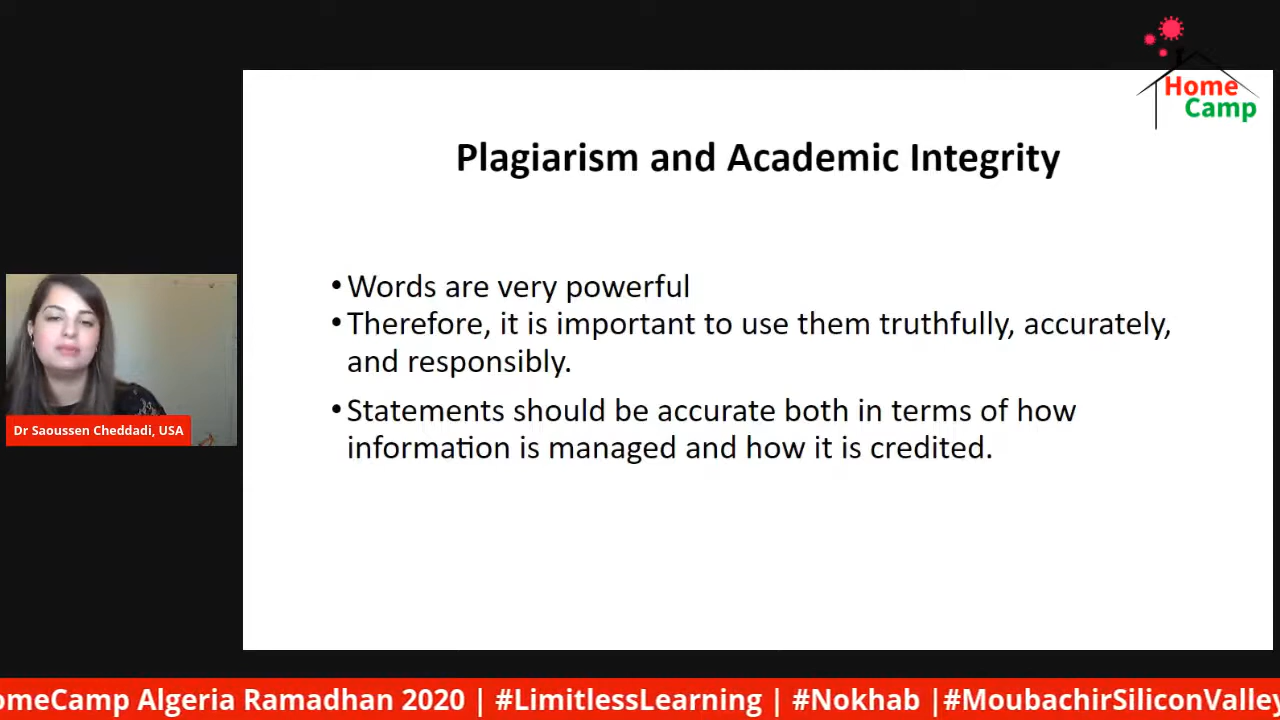 Home
Camp
Plagiarism and Academic Integrity
•Words are very powerful
•Therefore, it is important to use them truthfully, accurately,
and responsibly.
•Statements should be accurate both in terms of how
information is managed and how it is credited.
Dr Saoussen Cheddadi, USA
omeCamp Algeria Ramadhan 2020 | #LimitlessLearning | #Nokhab |#MoubachirSiliconValley